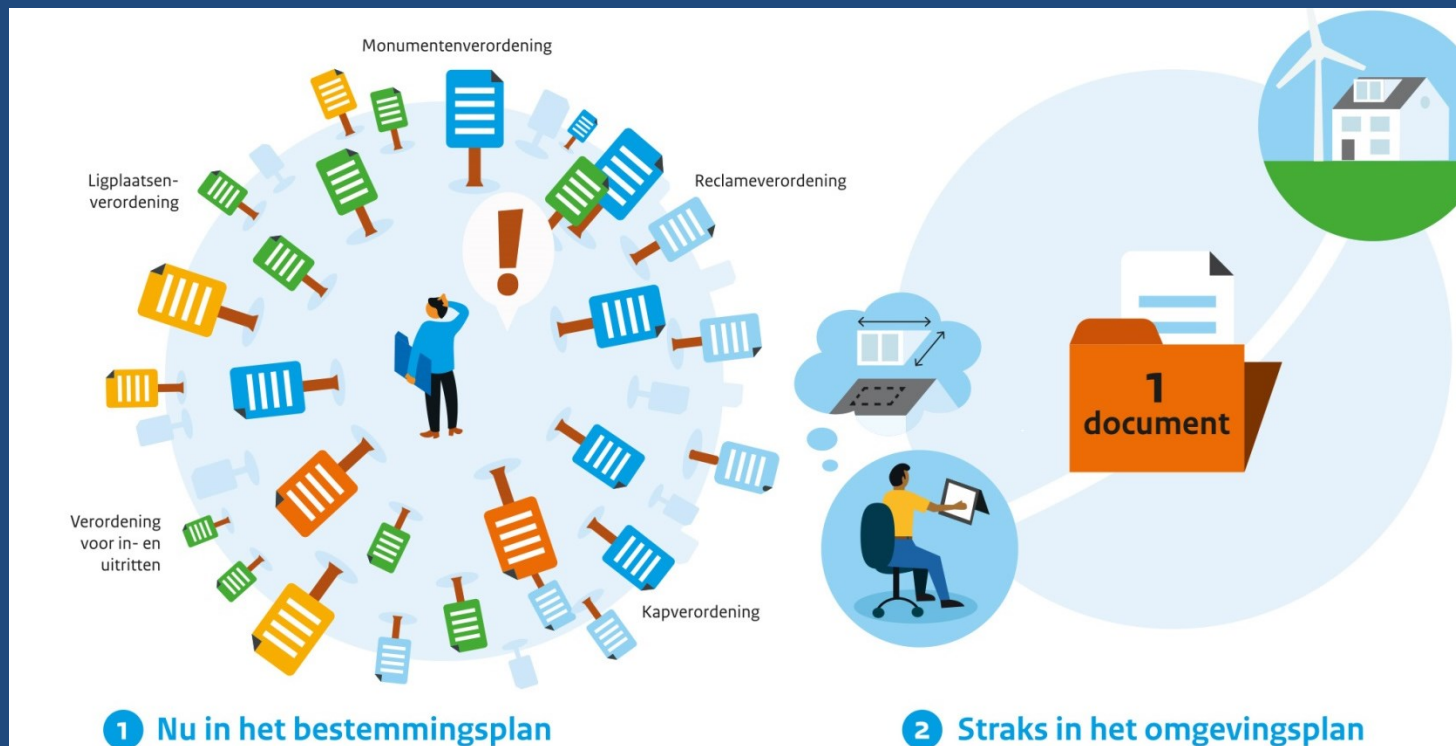 Monumentenverordening
Ligplaatsen-
verordening
Reclameverordening
Verordening
voor in- en
uitritten
Kapverordening
1
document
1 Nu in het bestemmingsplan
2 Straks in het omgevingsplan